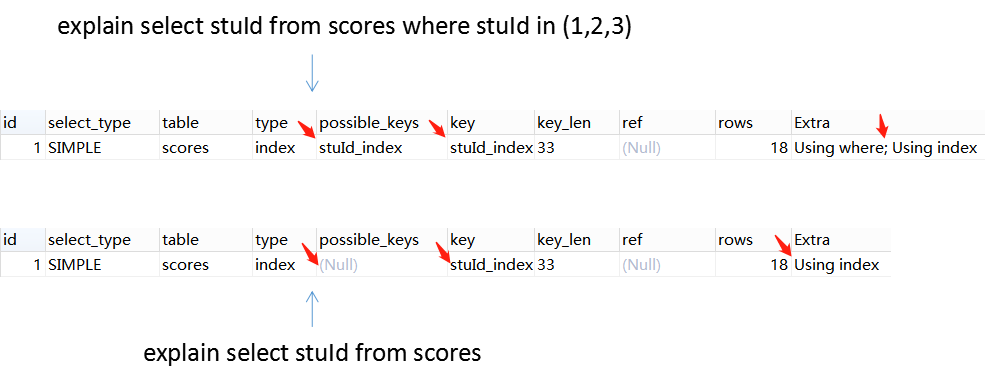 explain select stuId from scores where stuId in (1,2,3)
id select_type table type possible_keys key key_len ref rows Extra
1 SIMPLE scores index stuId_index stuId_index 33 (Null) 18 Using where; Using index
id select_type table type possible_keys key key_len ref rows Extra
1 SIMPLE scores index (Null) stuId_index 33 (Null) 18 Using index
explain select stuId from scores